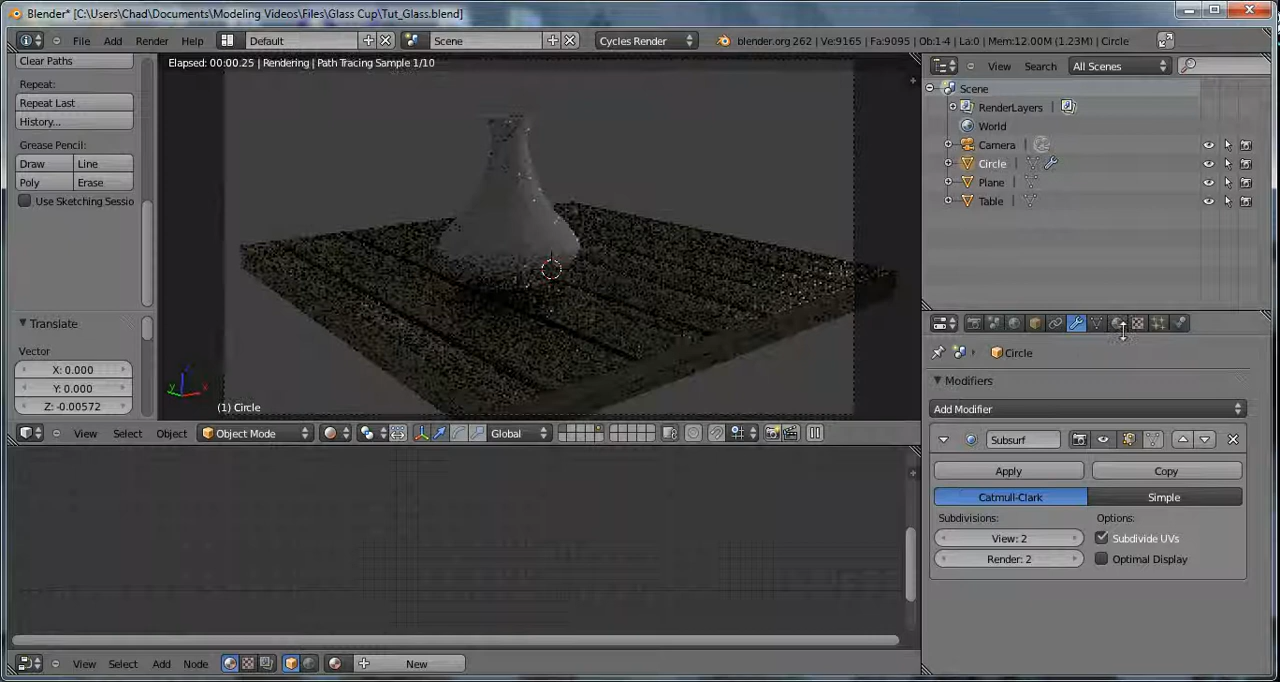 Blender* [C:\Users\Chad\Documents\Modeling Videos\Files\Glass Cup\Tut_Glass.blend]
File Add Render Help Default Scene Cycles Render blender.org 262 | Ve:9165 | Fa:9095 | Ob:1-4 | La:0 | Mem:12.00M (1.23M) | Circle
Clear Paths
Repeat:
Repeat Last
History...
Grease Pencil:
Draw Line
Poly Erase
Use Sketching Sessio
Translate
Vector
X: 0.000
Y: 0.000
Z: -0.00572
Elapsed: 00:00.25 | Rendering | Path Tracing Sample 1/10
(1) Circle
View Select Object Object Mode Global
View Select Add Node New
View Search All Scenes
Scene
RenderLayers
World
Camera
Circle
Plane
Table
Circle
Modifiers
Add Modifier
Subsurf
Apply Copy
Catmull-Clark Simple
Subdivisions: Options:
View: 2 Subdivide UVs
Render: 2 Optimal Display